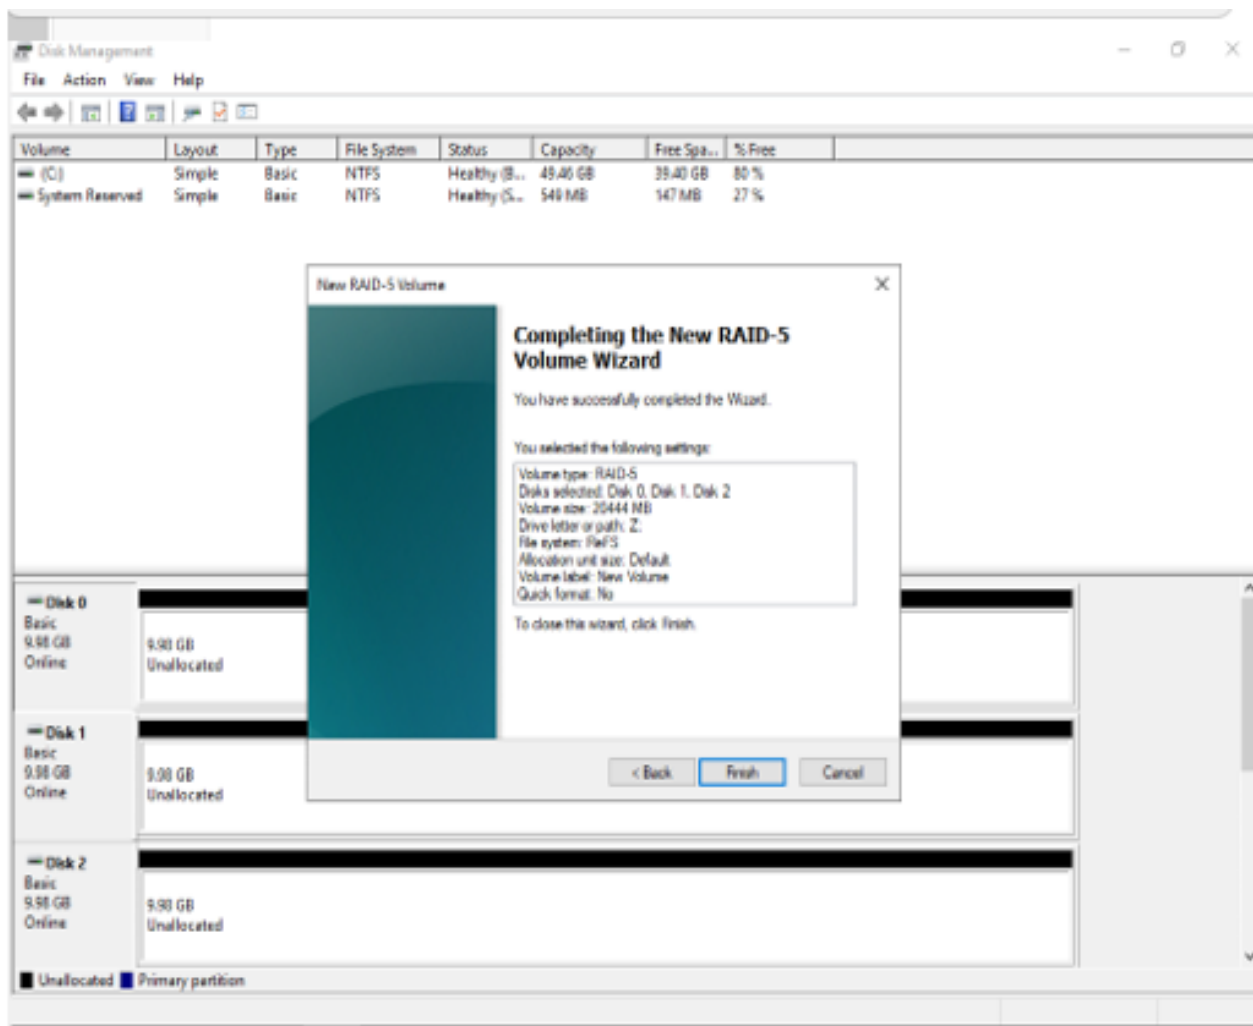 Disk Management
File Action View Help
Volume Layout Type File System Status Capacity Free Spa... % Free
(C:) Simple Basic NTFS Healthy (B... 49.46 GB 39.40 GB 80 %
System Reserved Simple Basic NTFS Healthy (S... 549 MB 147 MB 27 %
New RAID-5 Volume
Completing the New RAID-5
Volume Wizard
You have successfully completed the Wizard.
You selected the following settings:
Volume type: RAID-5
Disks selected: Disk 0, Disk 1, Disk 2
Volume size: 20444 MB
Drive letter or path: Z:
File system: ReFS
Allocation unit size: Default
Volume label: New Volume
Quick format: No
To close this wizard, click Finish.
< Back Finish Cancel
Disk 0
Basic
9.98 GB
Online
9.98 GB
Unallocated
Disk 1
Basic
9.98 GB
Online
9.98 GB
Unallocated
Disk 2
Basic
9.98 GB
Online
9.98 GB
Unallocated
Unallocated Primary partition